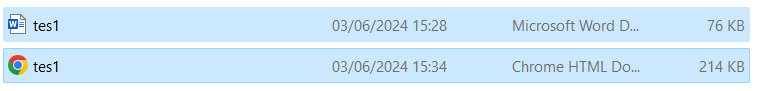 tes1 03/06/2024 15:28 Microsoft Word D... 76 KB
tes1 03/06/2024 15:34 Chrome HTML Do... 214 KB